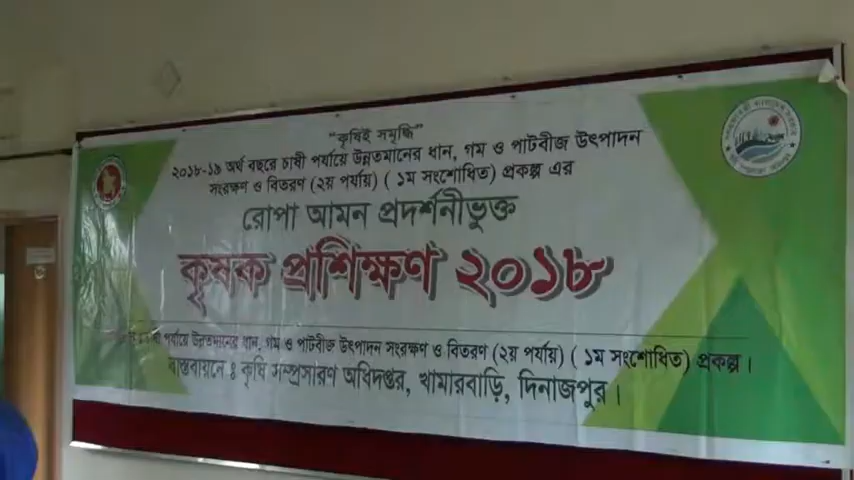 "কৃষিই সমৃদ্ধি"
২০১৮-১৯ অর্থ বছরে চাষী পর্যায়ে উন্নতমানের ধান, গম ও পাটবীজ উৎপাদন
সংরক্ষণ ও বিতরণ (২য় পর্যায়) ( ১ম সংশোধিত) প্রকল্প এর
রোপা আমন প্রদর্শনীভুক্ত
কৃষক প্রশিক্ষণ ২০১৮
পর্যায়ে উন্নতমানের ধান, গম ও পাটবীজ উৎপাদন সংরক্ষণ ও বিতরণ (২য় পর্যায়) ( ১ম সংশোধিত) প্রকল্প।
বাস্তবায়নে ঃ কৃষি সম্প্রসারণ অধিদপ্তর, খামারবাড়ি, দিনাজপুর।